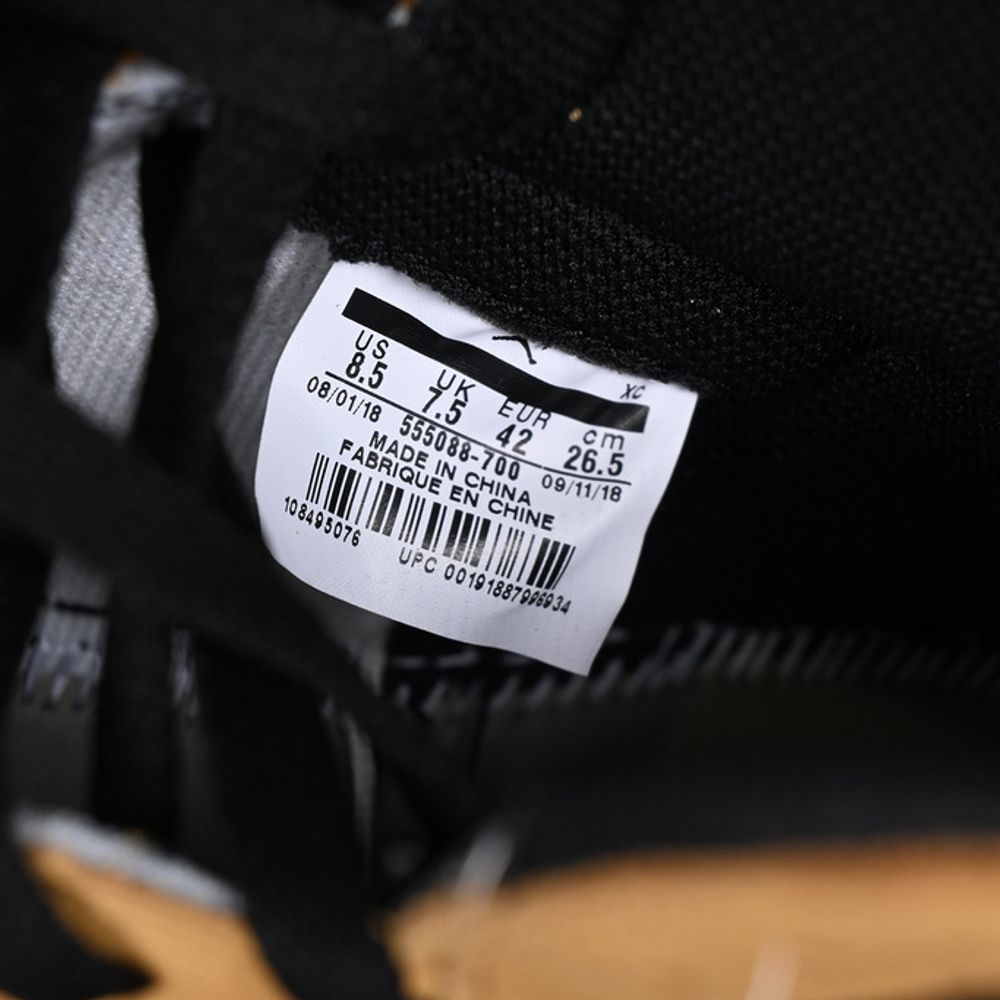 XC
US UK EUR cm
8.5 7.5 42 26.5
08/01/18 555088-700 09/11/18
MADE IN CHINA
FABRIQUE EN CHINE
108495076 UPC 00191887996934